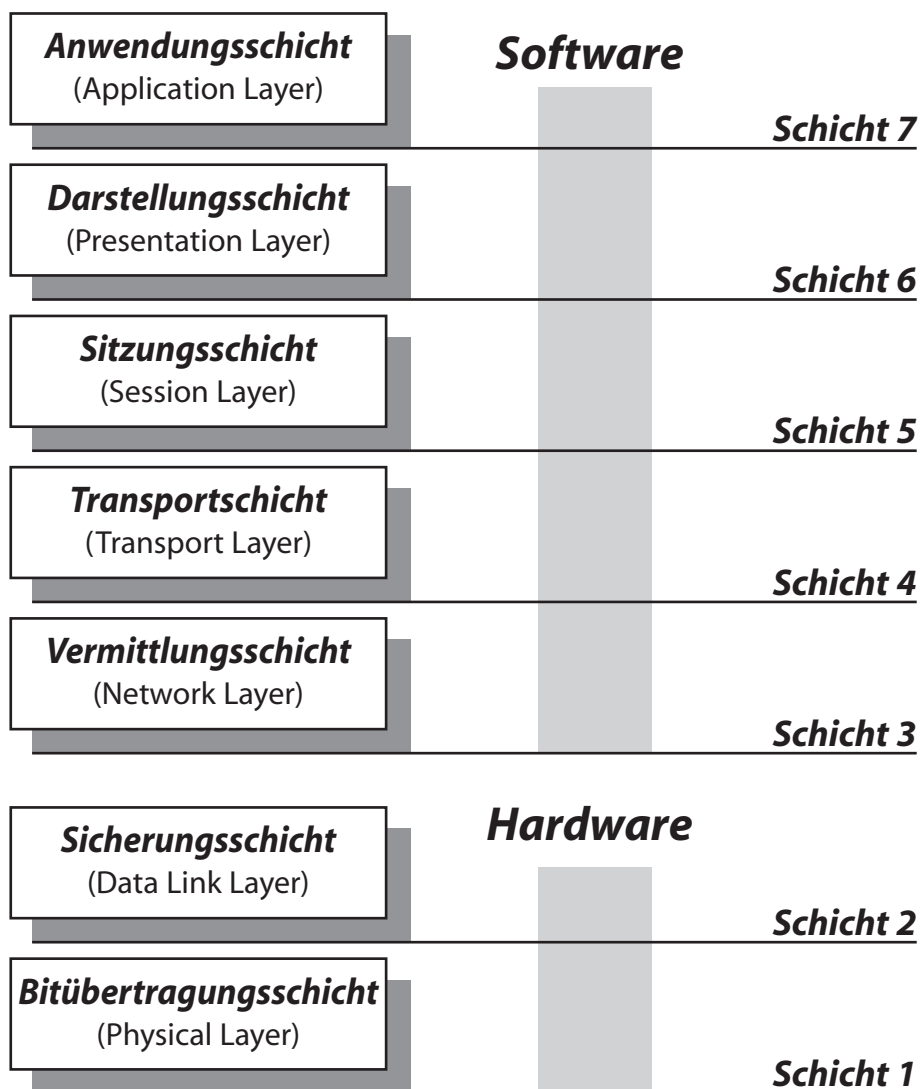 Anwendungsschicht
(Application Layer)
Software
Schicht 7
Darstellungsschicht
(Presentation Layer)
Schicht 6
Sitzungsschicht
(Session Layer)
Schicht 5
Transportschicht
(Transport Layer)
Schicht 4
Vermittlungsschicht
(Network Layer)
Schicht 3
Sicherungsschicht
(Data Link Layer)
Hardware
Schicht 2
Bitübertragungsschicht
(Physical Layer)
Schicht 1